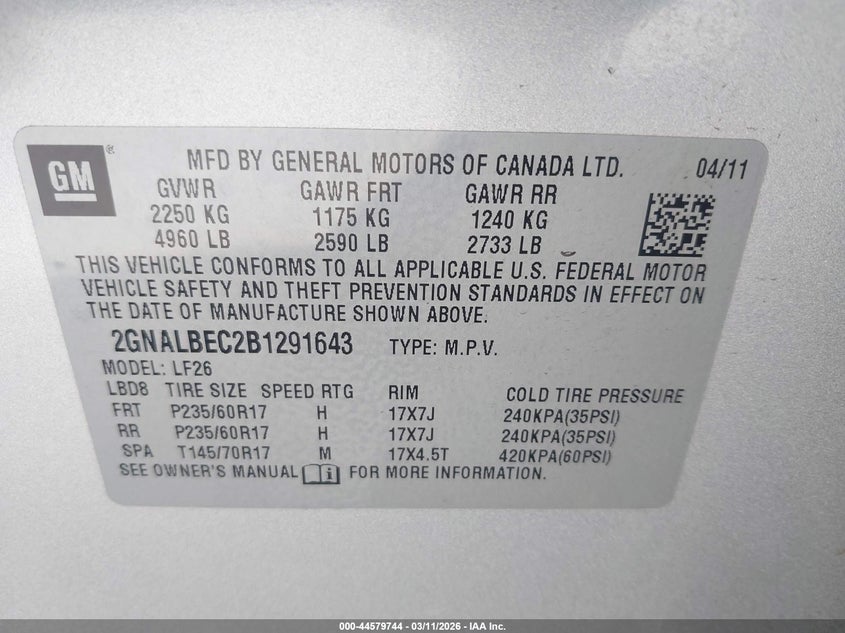 GM ®
MFD BY GENERAL MOTORS OF CANADA LTD. 04/11
GVWR GAWR FRT GAWR RR
2250 KG 1175 KG 1240 KG
4960 LB 2590 LB 2733 LB
THIS VEHICLE CONFORMS TO ALL APPLICABLE U.S. FEDERAL MOTOR
VEHICLE SAFETY AND THEFT PREVENTION STANDARDS IN EFFECT ON
THE DATE OF MANUFACTURE SHOWN ABOVE.
2GNALBEC2B1291643 TYPE: M.P.V.
MODEL: LF26
LBD8 TIRE SIZE SPEED RTG RIM COLD TIRE PRESSURE
FRT P235/60R17 H 17X7J 240KPA(35PSI)
RR P235/60R17 H 17X7J 240KPA(35PSI)
SPA T145/70R17 M 17X4.5T 420KPA(60PSI)
SEE OWNER'S MANUAL i FOR MORE INFORMATION.
000-44579744 - 03/11/2026 - IAA Inc.